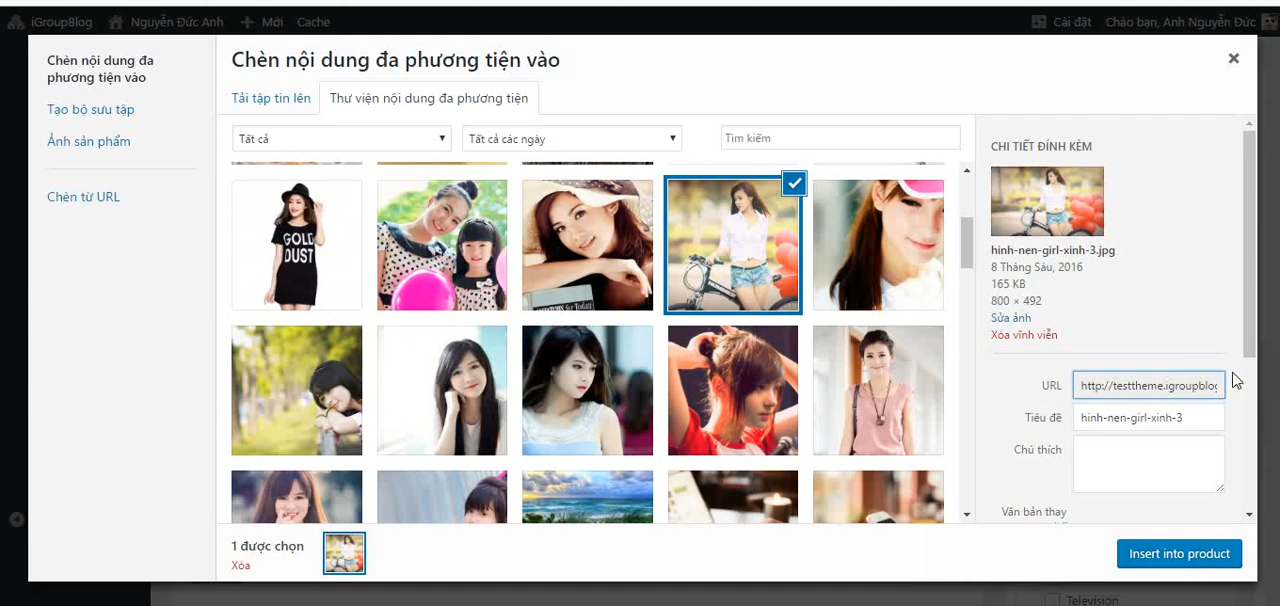 iGroupBlog Nguyễn Đức Anh Mới Cache Cài đặt Chào bạn, Anh Nguyễn Đức
Chèn nội dung đa
phương tiện vào
Tạo bộ sưu tập
Ảnh sản phẩm
Chèn từ URL
Chèn nội dung đa phương tiện vào
Tải tập tin lên Thư viện nội dung đa phương tiện
Tất cả Tất cả các ngày Tìm kiếm
GOLD
DUST
CHI TIẾT ĐÍNH KÈM
hinh-nen-girl-xinh-3.jpg
8 Tháng Sáu, 2016
165 KB
800 × 492
Sửa ảnh
Xóa vĩnh viễn
URL http://testtheme.igroupblog
Tiêu đề hinh-nen-girl-xinh-3
Chú thích
Văn bản thay
1 được chọn
Xóa
Insert into product
Television